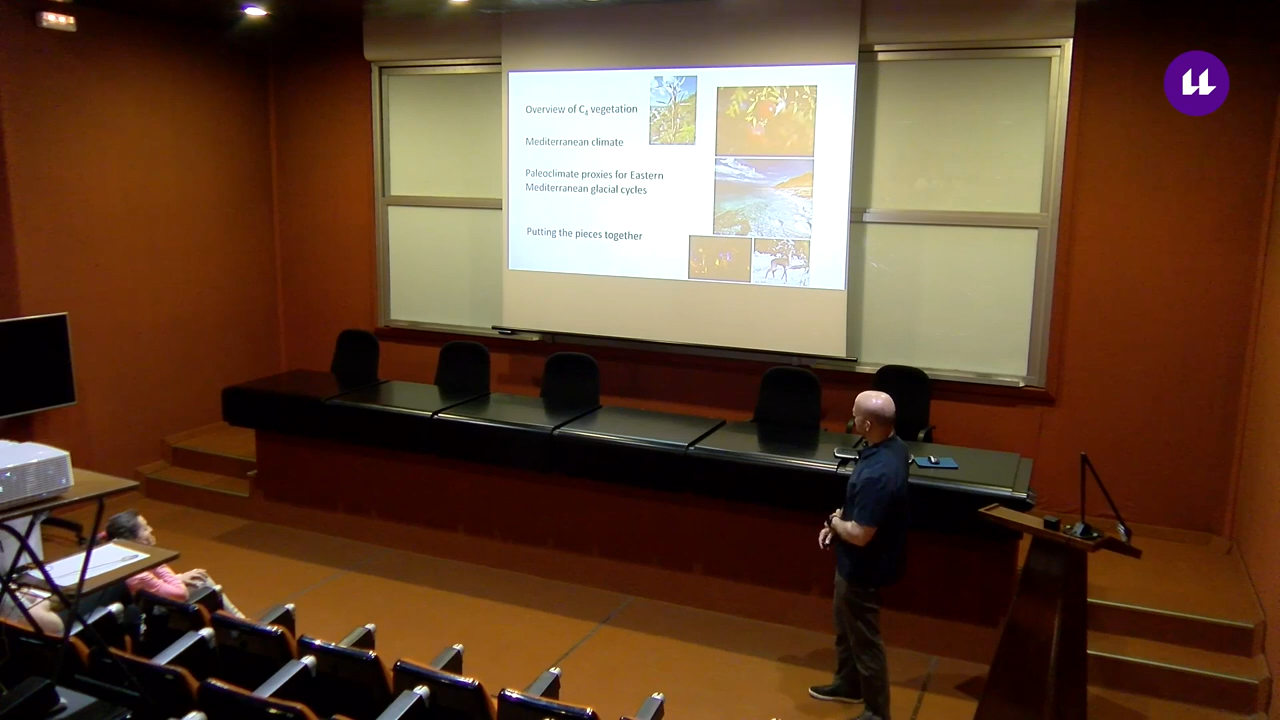 Overview of C₄ vegetation
Mediterranean climate
Paleoclimate proxies for Eastern
Mediterranean glacial cycles
Putting the pieces together